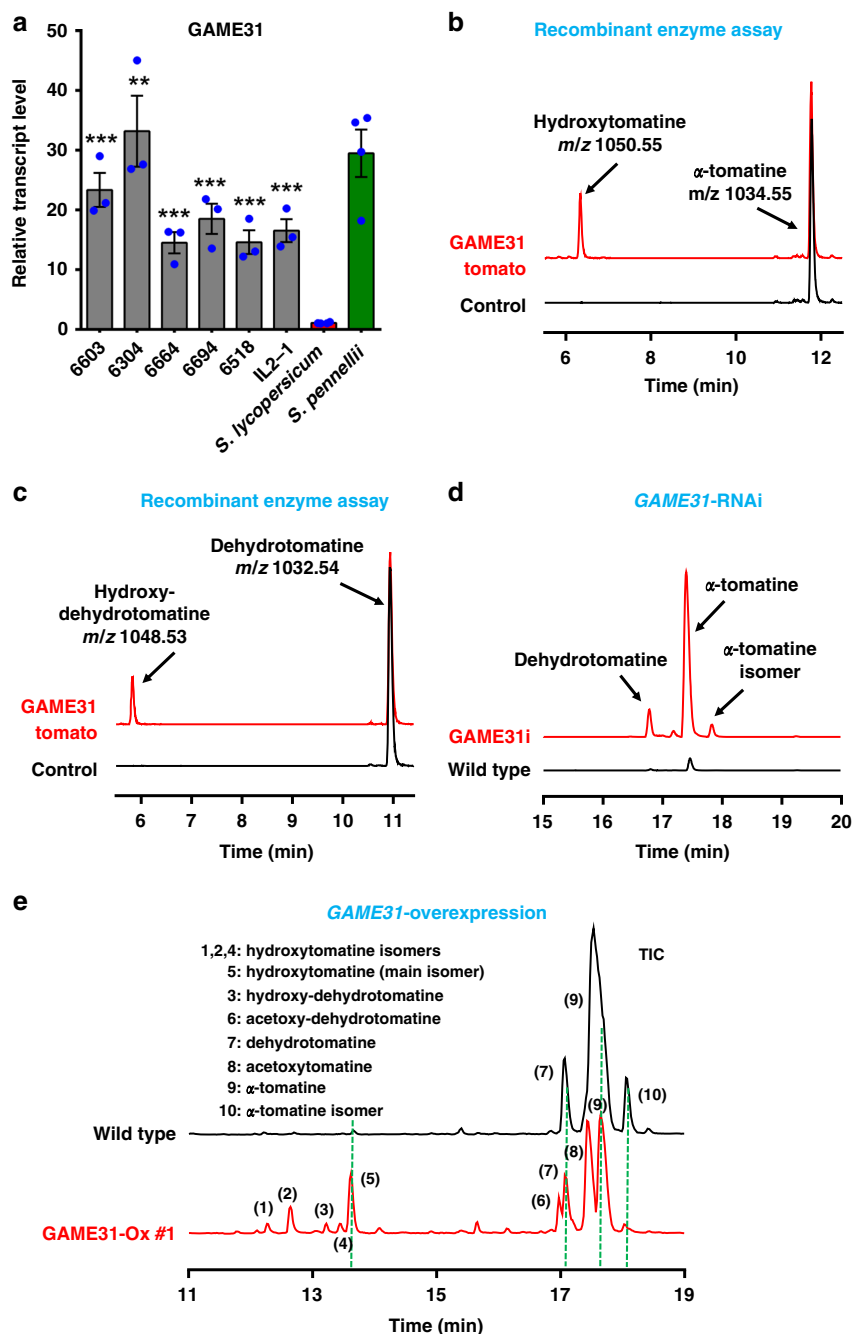 a
GAME31
Relative transcript level
50
40
30
20
10
0
***
**
***
***
***
***
6603
6304
6664
6694
6518
IL2–1
S. lycopersicum
S. pennellii
b
Recombinant enzyme assay
Hydroxytomatine
m/z 1050.55
α-tomatine
m/z 1034.55
GAME31
tomato
Control
6 8 10 12
Time (min)
c
Recombinant enzyme assay
Dehydrotomatine
m/z 1032.54
Hydroxy-
dehydrotomatine
m/z 1048.53
GAME31
tomato
Control
6 7 8 9 10 11
Time (min)
d
GAME31-RNAi
α-tomatine
Dehydrotomatine
α-tomatine
isomer
GAME31i
Wild type
15 16 17 18 19 20
Time (min)
e
GAME31-overexpression
1,2,4: hydroxytomatine isomers
5: hydroxytomatine (main isomer)
3: hydroxy-dehydrotomatine
6: acetoxy-dehydrotomatine
7: dehydrotomatine
8: acetoxytomatine
9: α-tomatine
10: α-tomatine isomer
TIC
(9)
(7)
(10)
Wild type
(9)
(8)
(7)
(6)
(5)
(1)
(2)
(3)
(4)
GAME31-Ox #1
11 13 15 17 19
Time (min)